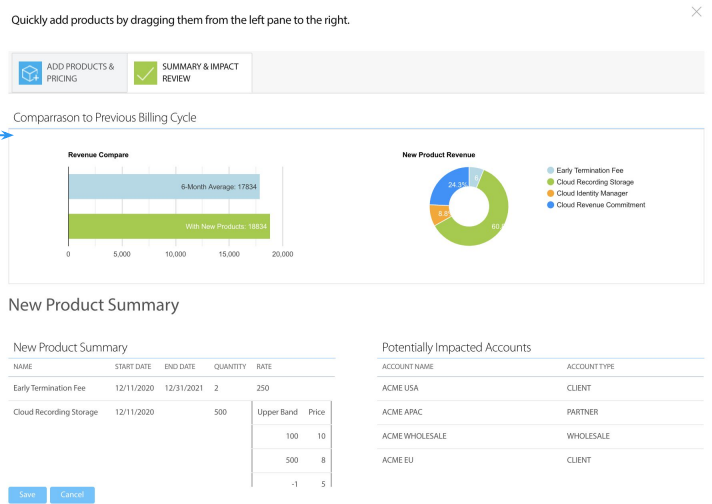 Quickly add products by dragging them from the left pane to the right.
ADD PRODUCTS &
PRICING
SUMMARY & IMPACT
REVIEW
Comparrason to Previous Billing Cycle
Revenue Compare
6-Month Average: 17834
With New Products: 18834
0 5,000 10,000 15,000 20,000
New Product Revenue
24.3%
8.8%
Early Termination Fee
Cloud Recording Storage
Cloud Identity Manager
Cloud Revenue Commitment
New Product Summary
New Product Summary
NAME START DATE END DATE QUANTITY RATE
Early Termination Fee 12/11/2020 12/31/2021 2 250
Cloud Recording Storage 12/11/2020 500 Upper Band Price
100 10
500 8
-1 5
Potentially Impacted Accounts
ACCOUNT NAME ACCOUNT TYPE
ACME USA CLIENT
ACME APAC PARTNER
ACME WHOLESALE WHOLESALE
ACME EU CLIENT
Save Cancel